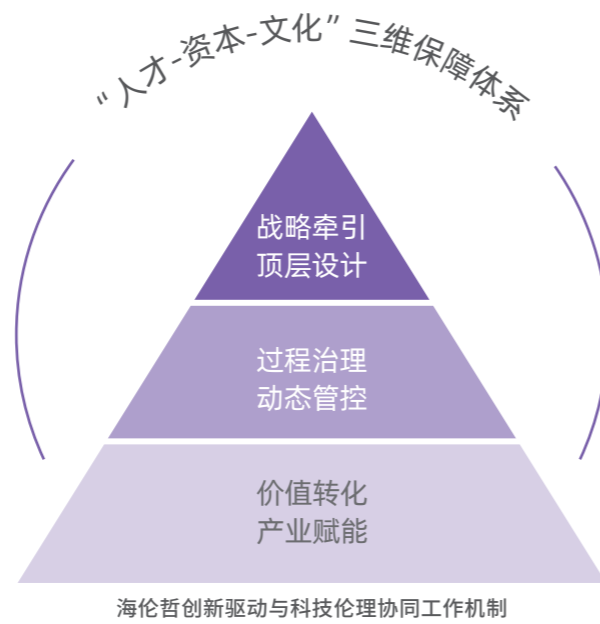 “人才-资本-文化”三维保障体系
战略牵引
顶层设计
过程治理
动态管控
价值转化
产业赋能
海伦哲创新驱动与科技伦理协同工作机制